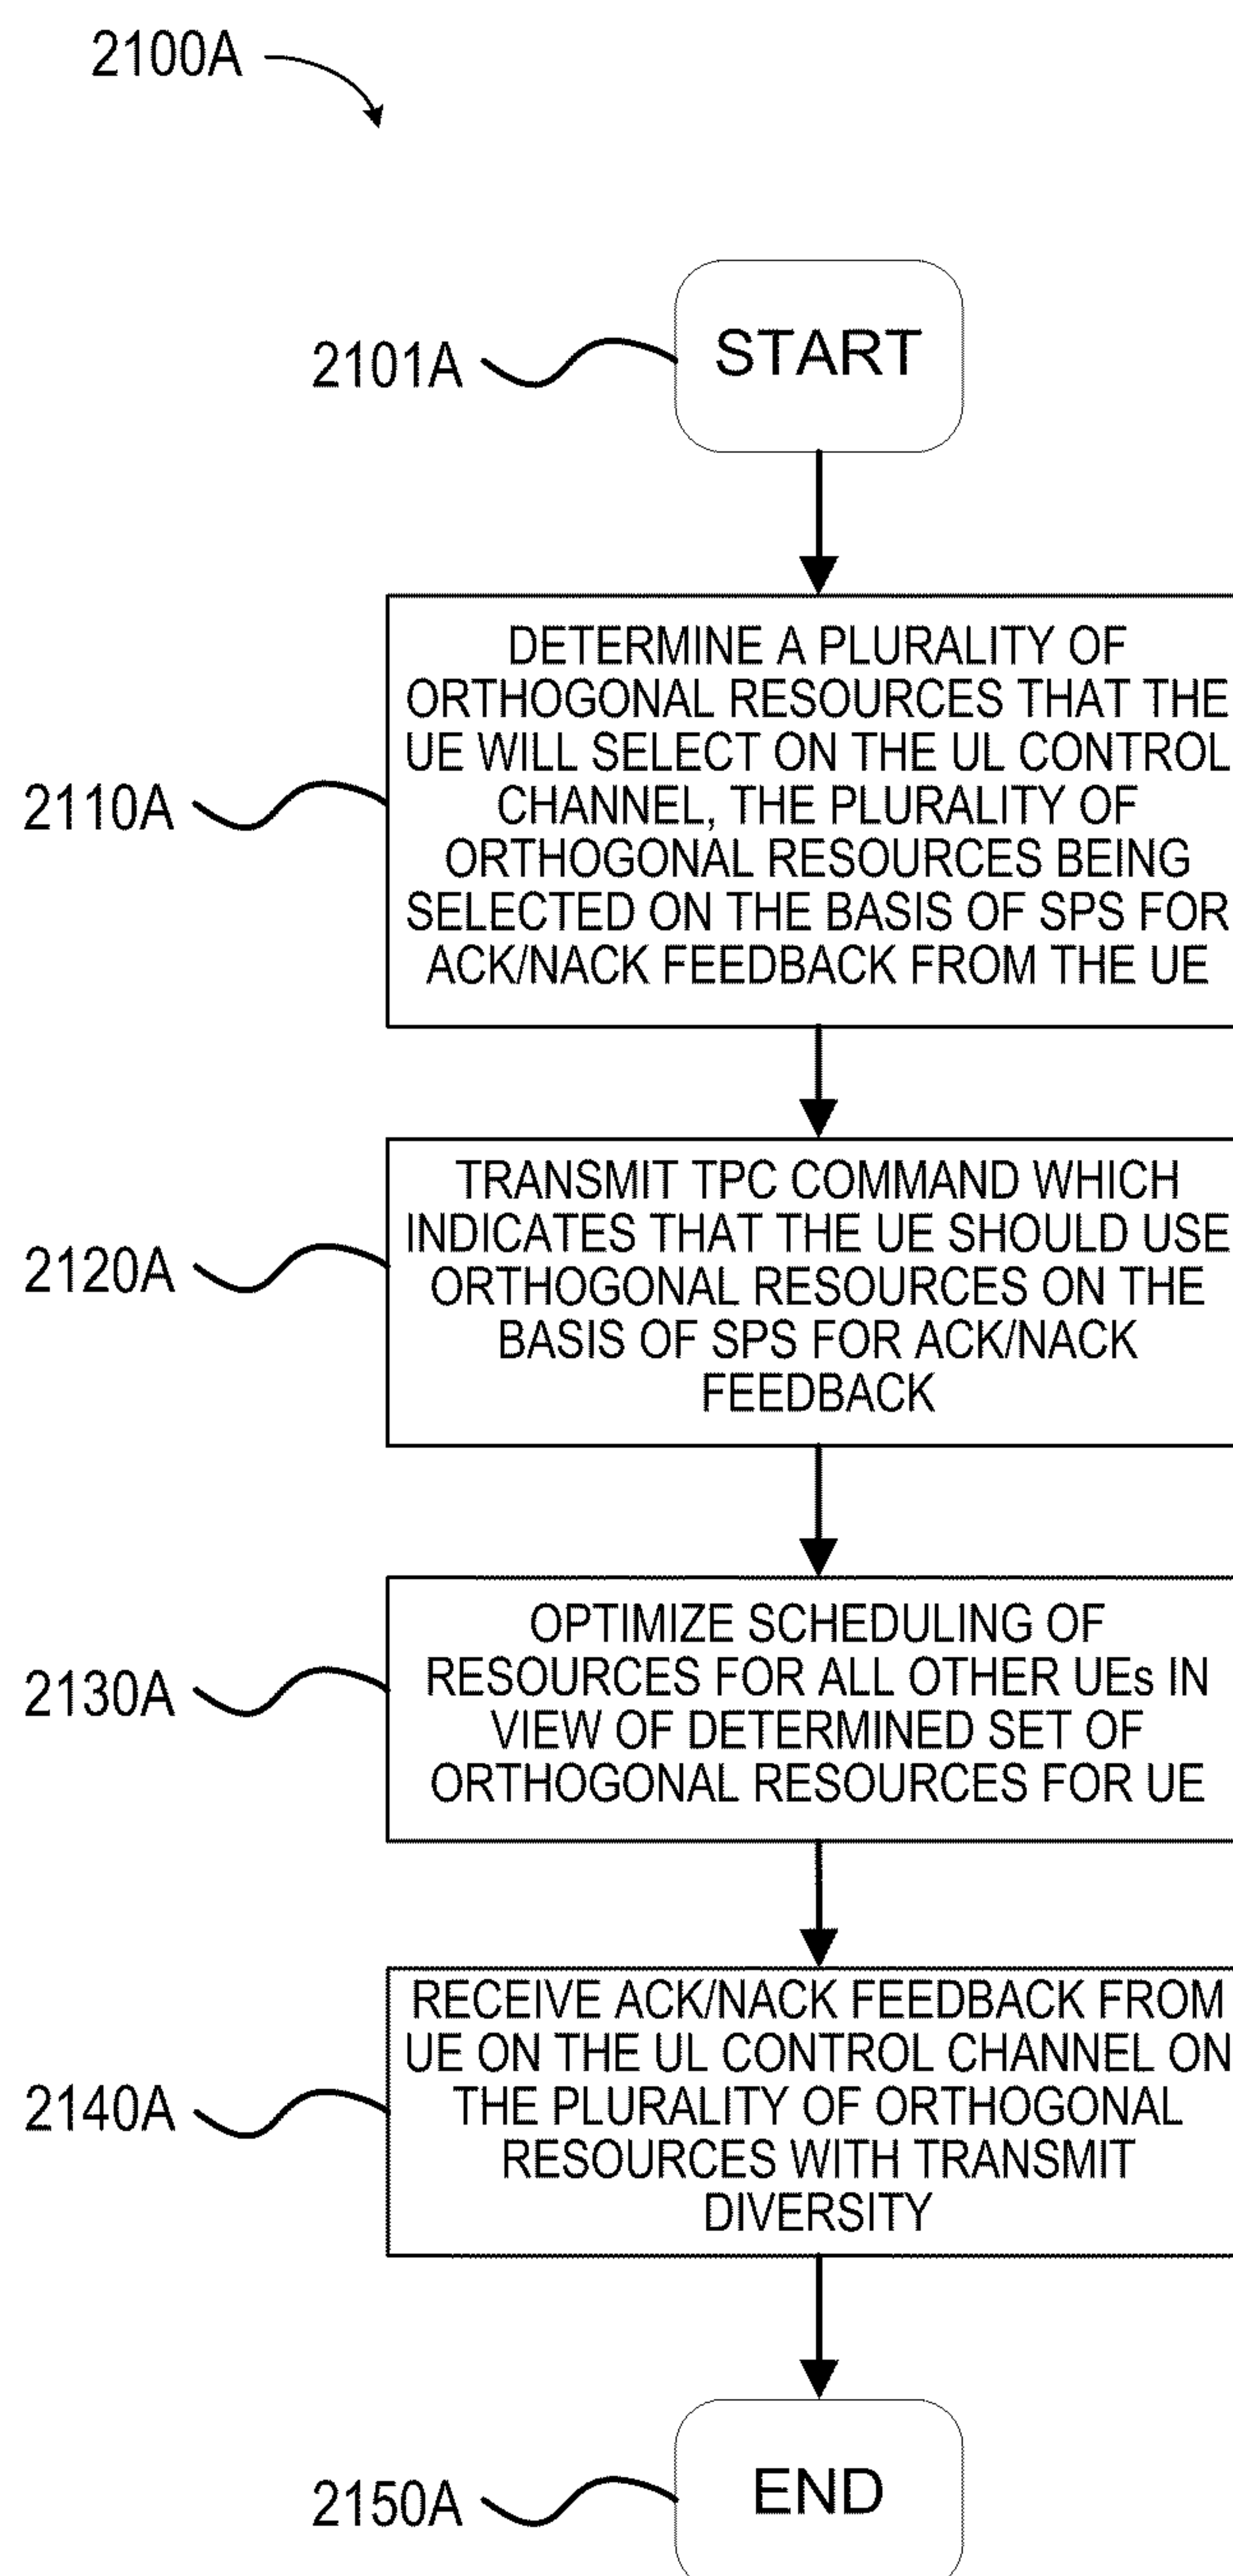 2100A
2101A
START
2110A
DETERMINE A PLURALITY OF
ORTHOGONAL RESOURCES THAT THE
UE WILL SELECT ON THE UL CONTROL
CHANNEL, THE PLURALITY OF
ORTHOGONAL RESOURCES BEING
SELECTED ON THE BASIS OF SPS FOR
ACK/NACK FEEDBACK FROM THE UE
2120A
TRANSMIT TPC COMMAND WHICH
INDICATES THAT THE UE SHOULD USE
ORTHOGONAL RESOURCES ON THE
BASIS OF SPS FOR ACK/NACK
FEEDBACK
2130A
OPTIMIZE SCHEDULING OF
RESOURCES FOR ALL OTHER UEs IN
VIEW OF DETERMINED SET OF
ORTHOGONAL RESOURCES FOR UE
2140A
RECEIVE ACK/NACK FEEDBACK FROM
UE ON THE UL CONTROL CHANNEL ON
THE PLURALITY OF ORTHOGONAL
RESOURCES WITH TRANSMIT
DIVERSITY
2150A
END